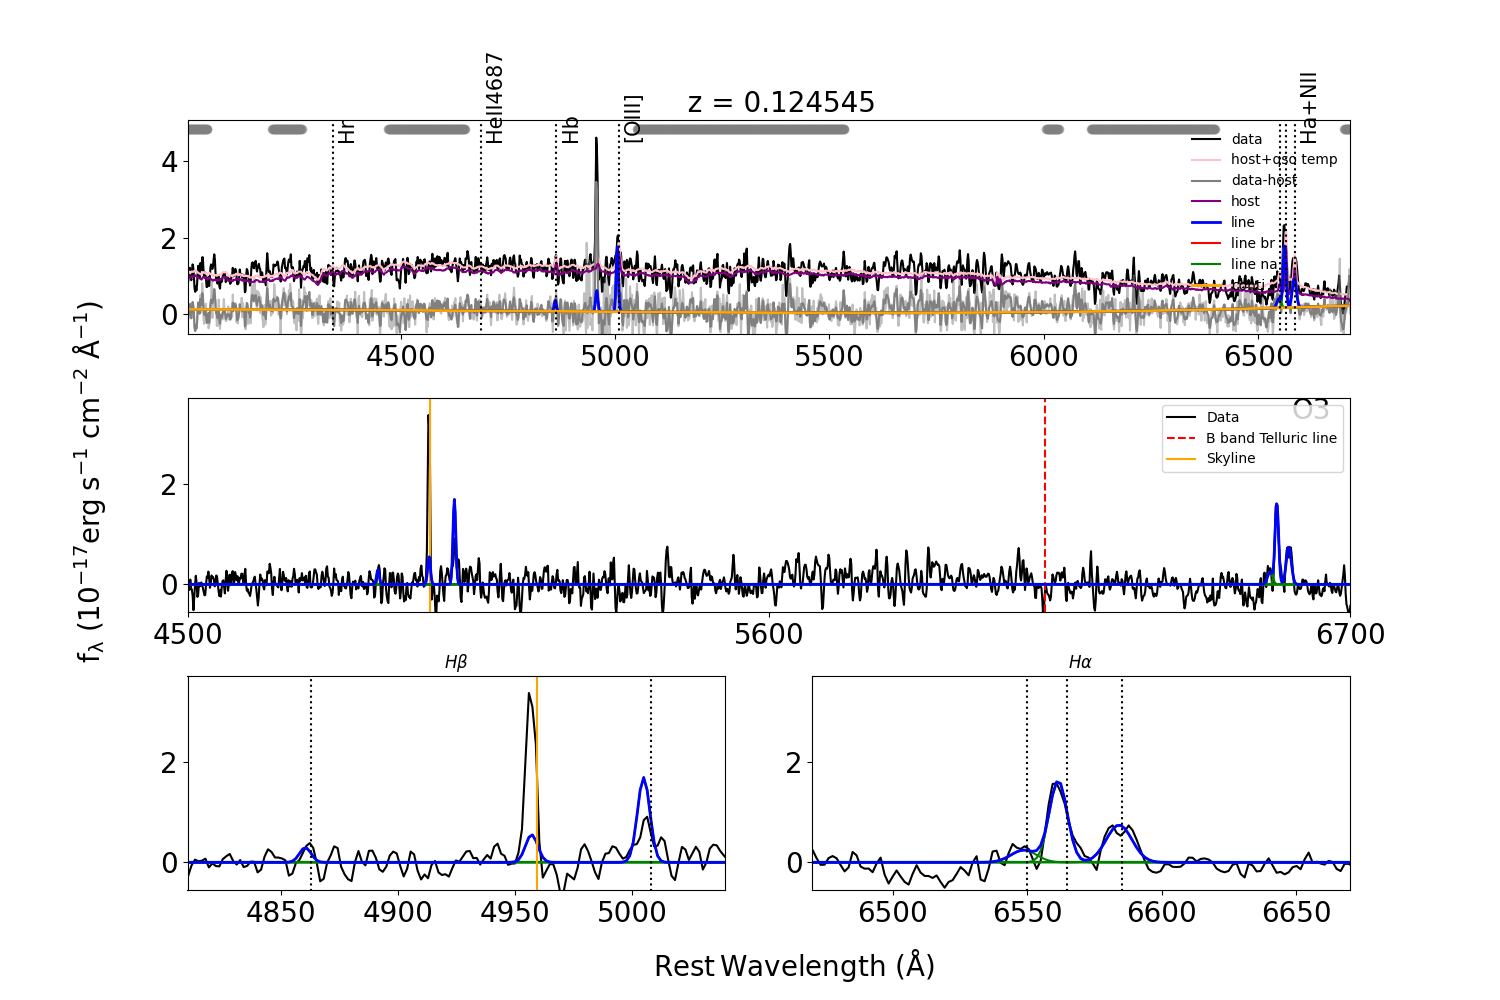 z = 0.124545
Hr
HeII4687
Hb
[OIII]
Ha+NII
data
host+qso temp
data-host
host
line
line br
line na
4
2
0
4500
5000
5500
6000
6500
O3
Data
B band Telluric line
Skyline
2
0
4500
5600
6700
fλ (10⁻¹⁷erg s⁻¹ cm⁻² Å⁻¹)
Hβ
2
0
4850
4900
4950
5000
Hα
2
0
6500
6550
6600
6650
Rest Wavelength (Å)